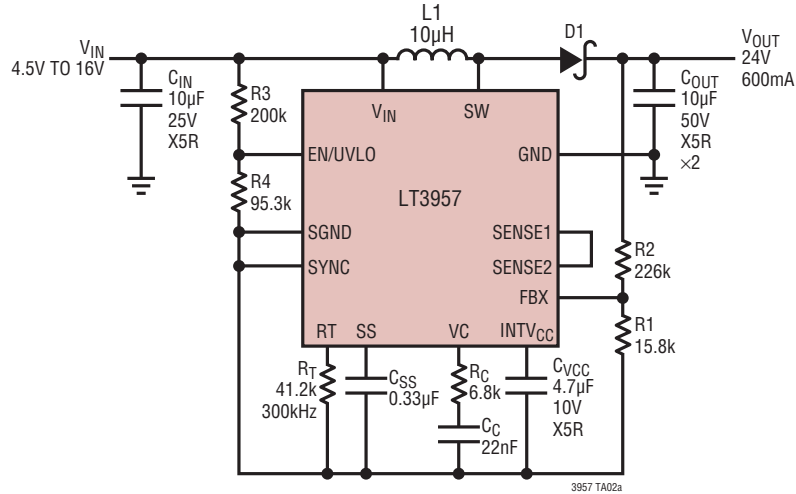 L1
10µH
D1
VIN
4.5V TO 16V
VOUT
24V
600mA
CIN
10µF
25V
X5R
R3
200k
COUT
10µF
50V
X5R
×2
VIN
SW
EN/UVLO
GND
R4
95.3k
LT3957
SGND
SENSE1
SYNC
SENSE2
R2
226k
FBX
RT
SS
VC
INTVCC
R1
15.8k
RT
41.2k
300kHz
CSS
0.33µF
RC
6.8k
CVCC
4.7µF
10V
X5R
CC
22nF
3957 TA02a